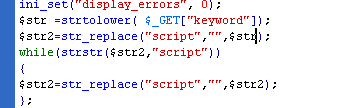 ini_set("display_errors", 0);
$str =strtolower( $_GET["keyword"]);
$str2=str_replace("script","",$str);
while(strstr($str2,"script"))
{
$str2=str_replace("script","",$str2);
};